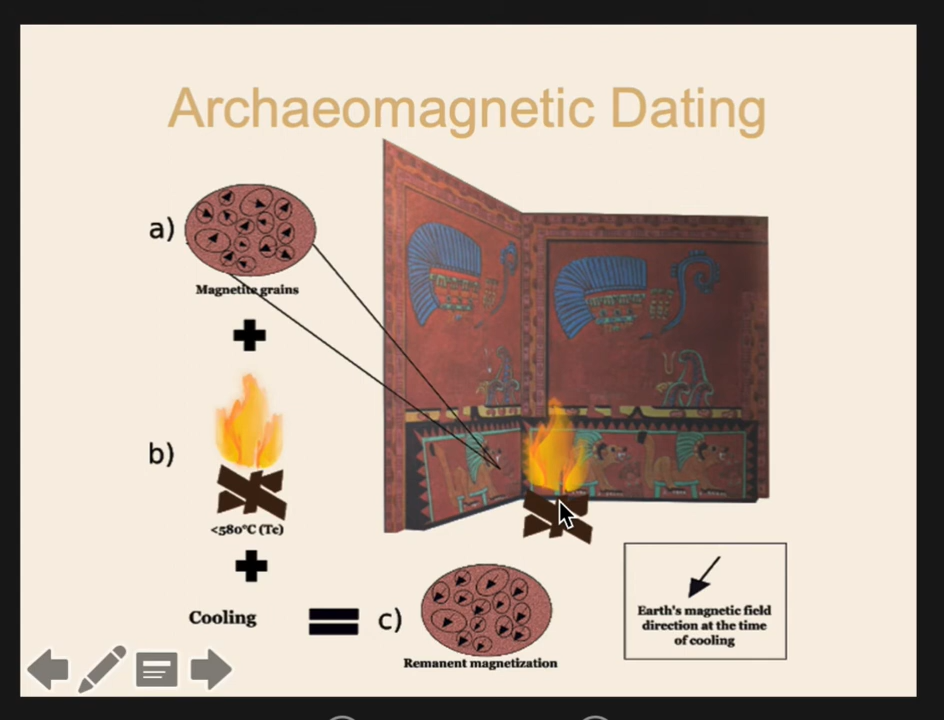 Archaeomagnetic Dating
a)
Magnetite grains
b)
<580°C (Tc)
Cooling
c)
Remanent magnetization
Earth's magnetic field
direction at the time
of cooling